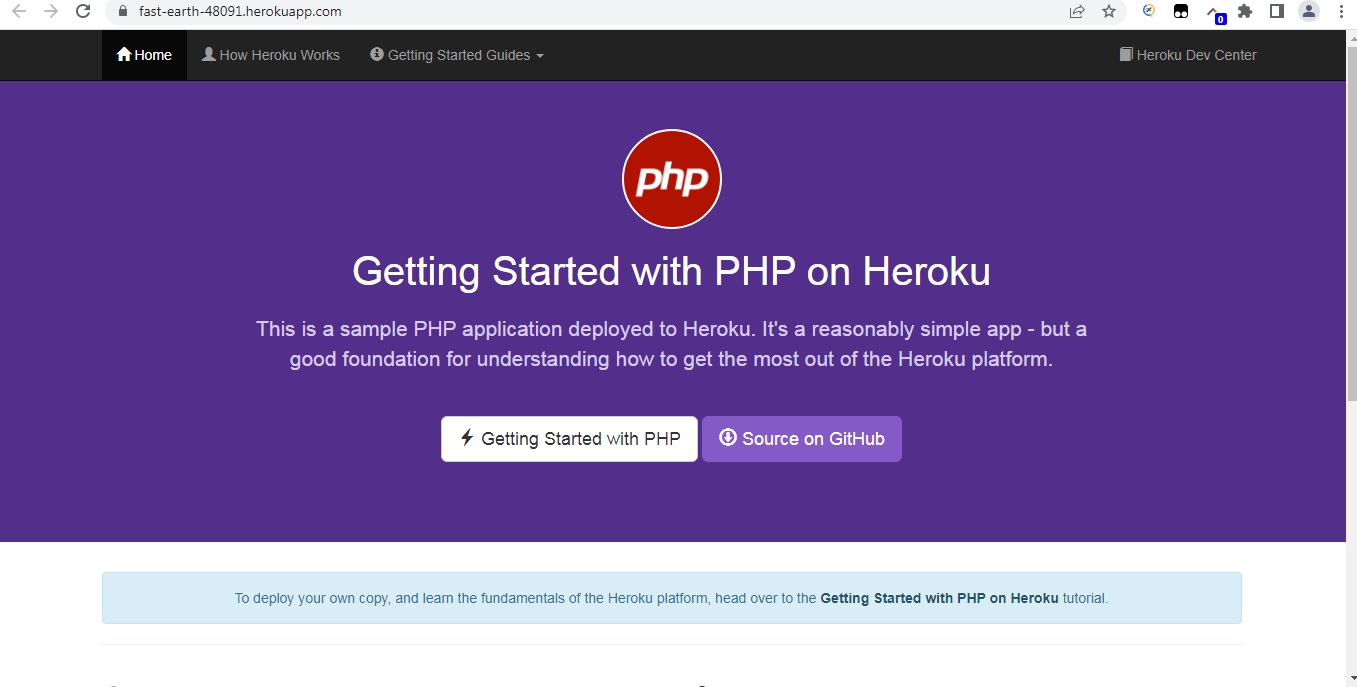 fast-earth-48091.herokuapp.com
0
Home How Heroku Works Getting Started Guides Heroku Dev Center
php
Getting Started with PHP on Heroku
This is a sample PHP application deployed to Heroku. It's a reasonably simple app - but a
good foundation for understanding how to get the most out of the Heroku platform.
Getting Started with PHP Source on GitHub
To deploy your own copy, and learn the fundamentals of the Heroku platform, head over to the Getting Started with PHP on Heroku tutorial.